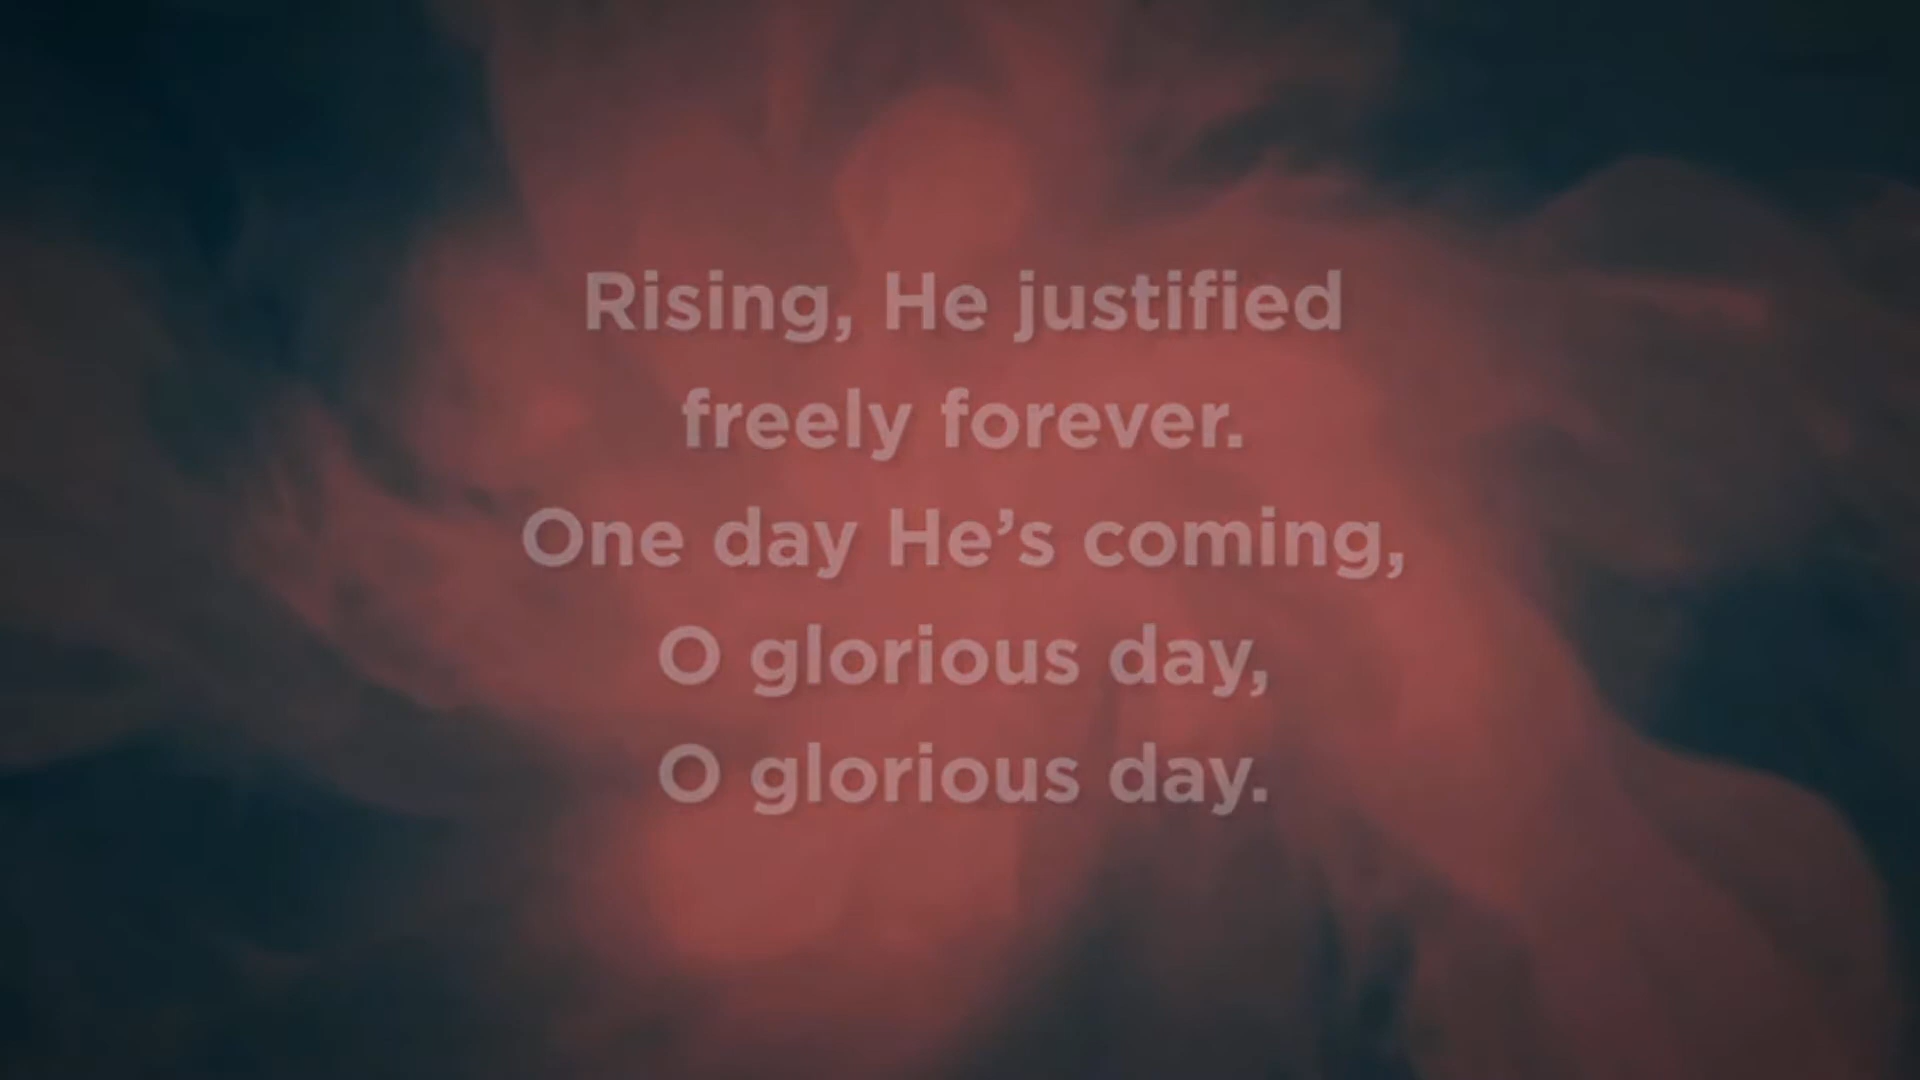 Rising, He justified
freely forever.
One day He’s coming,
O glorious day,
O glorious day.